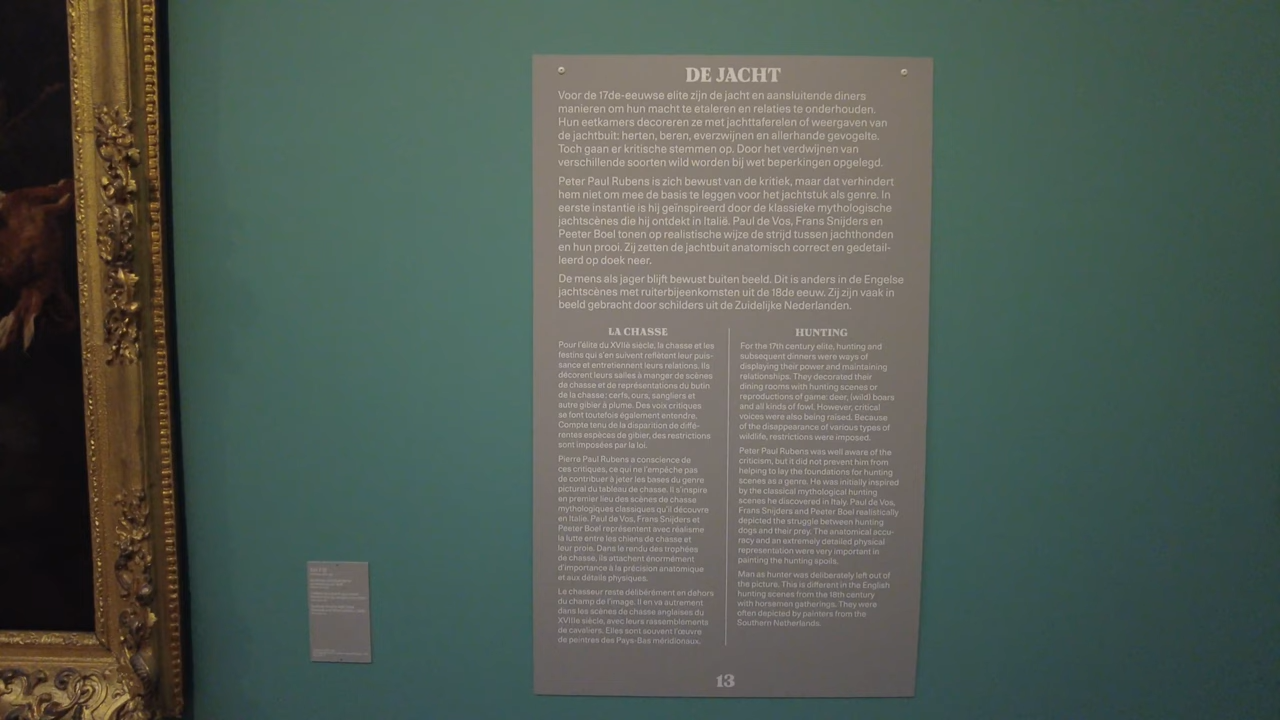 DE JACHT
Voor de 17de-eeuwse elite zijn de jacht en aansluitende diners
manieren om hun macht te etaleren en relaties te onderhouden.
Hun eetkamers decoreren ze met jachttaferelen of weergaven van
de jachtbuit: herten, beren, everzwijnen en allerhande gevogelte.
Toch gaan er kritische stemmen op. Door het verdwijnen van
verschillende soorten wild worden bij wet beperkingen opgelegd.
Peter Paul Rubens is zich bewust van de kritiek, maar dat verhindert
hem niet om mee de basis te leggen voor het jachtstuk als genre. In
eerste instantie is hij geïnspireerd door de klassieke mythologische
jachtscènes die hij ontdekt in Italië. Paul de Vos, Frans Snijders en
Peeter Boel tonen op realistische wijze de strijd tussen jachthonden
en hun prooi. Zij zetten de jachtbuit anatomisch correct en gedetail-
leerd op doek neer.
De mens als jager blijft bewust buiten beeld. Dit is anders in de Engelse
jachtscènes met ruiterbijeenkomsten uit de 18de eeuw. Zij zijn vaak in
beeld gebracht door schilders uit de Zuidelijke Nederlanden.
LA CHASSE
Pour l'élite du XVIIè siècle, la chasse et les
festins qui s'en suivent reflètent leur puis-
sance et entretiennent leurs relations. Ils
décorent leurs salles à manger de scènes
de chasse et de représentations du butin
de la chasse: cerfs, ours, sangliers et
autre gibier à plume. Des voix critiques
se font toutefois également entendre.
Compte tenu de la disparition de diffé-
rentes espèces de gibier, des restrictions
sont imposées par la loi.
Pierre Paul Rubens a conscience de
ces critiques, ce qui ne l'empêche pas
de contribuer à jeter les bases du genre
pictural du tableau de chasse. Il s'inspire
en premier lieu des scènes de chasse
mythologiques classiques qu'il découvre
en Italie. Paul de Vos, Frans Snijders et
Peeter Boel représentent avec réalisme
la lutte entre les chiens de chasse et
leur proie. Dans le rendu des trophées
de chasse, ils attachent énormément
d'importance à la précision anatomique
et aux détails physiques.
Le chasseur reste délibérément en dehors
du champ de l'image. Il en va autrement
dans les scènes de chasse anglaises du
XVIIIe siècle, avec leurs rassemblements
de cavaliers. Elles sont souvent l'œuvre
de peintres des Pays-Bas méridionaux.
HUNTING
For the 17th century elite, hunting and
subsequent dinners were ways of
displaying their power and maintaining
relationships. They decorated their
dining rooms with hunting scenes or
reproductions of game: deer, (wild) boars
and all kinds of fowl. However, critical
voices were also being raised. Because
of the disappearance of various types of
wildlife, restrictions were imposed.
Peter Paul Rubens was well aware of the
criticism, but it did not prevent him from
helping to lay the foundations for hunting
scenes as a genre. He was initially inspired
by the classical mythological hunting
scenes he discovered in Italy. Paul de Vos,
Frans Snijders and Peeter Boel realistically
depicted the struggle between hunting
dogs and their prey. The anatomical accu-
racy and an extremely detailed physical
representation were very important in
painting the hunting spoils.
Man as hunter was deliberately left out of
the picture. This is different in the English
hunting scenes from the 18th century
with horseman gatherings. They were
often depicted by painters from the
Southern Netherlands.
13